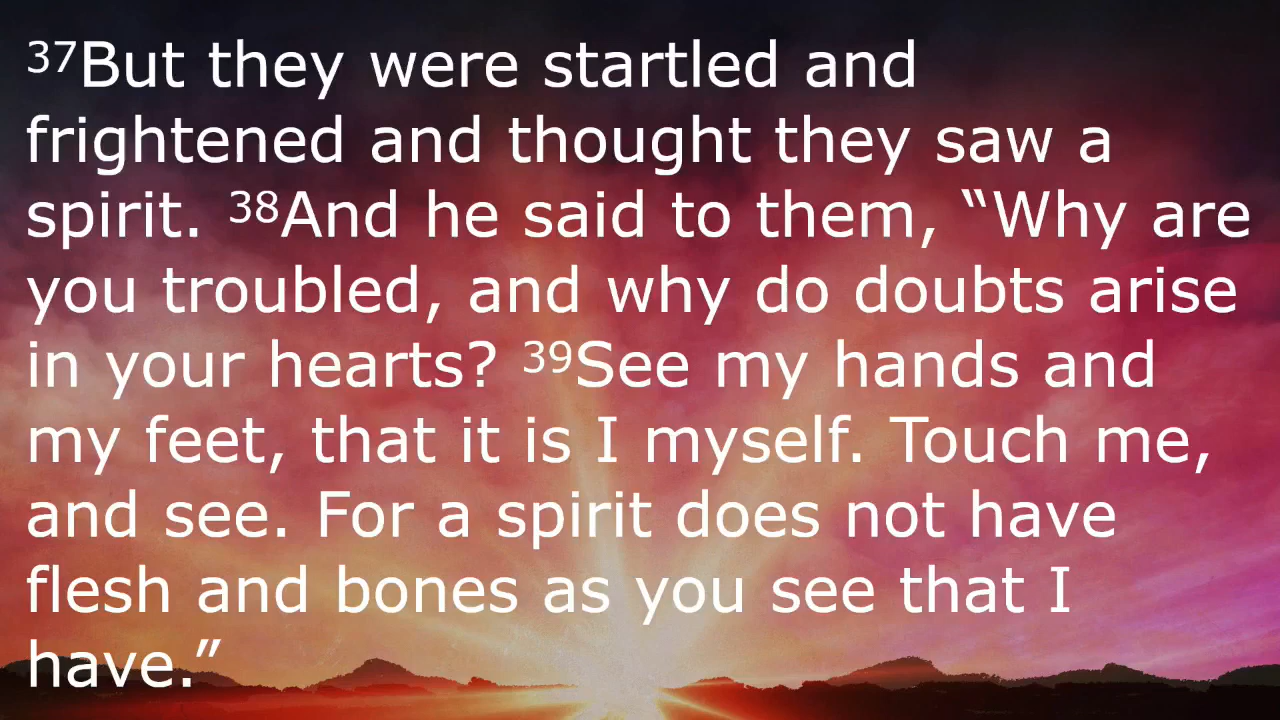 37But they were startled and
frightened and thought they saw a
spirit. 38And he said to them, “Why are
you troubled, and why do doubts arise
in your hearts? 39See my hands and
my feet, that it is I myself. Touch me,
and see. For a spirit does not have
flesh and bones as you see that I
have.”